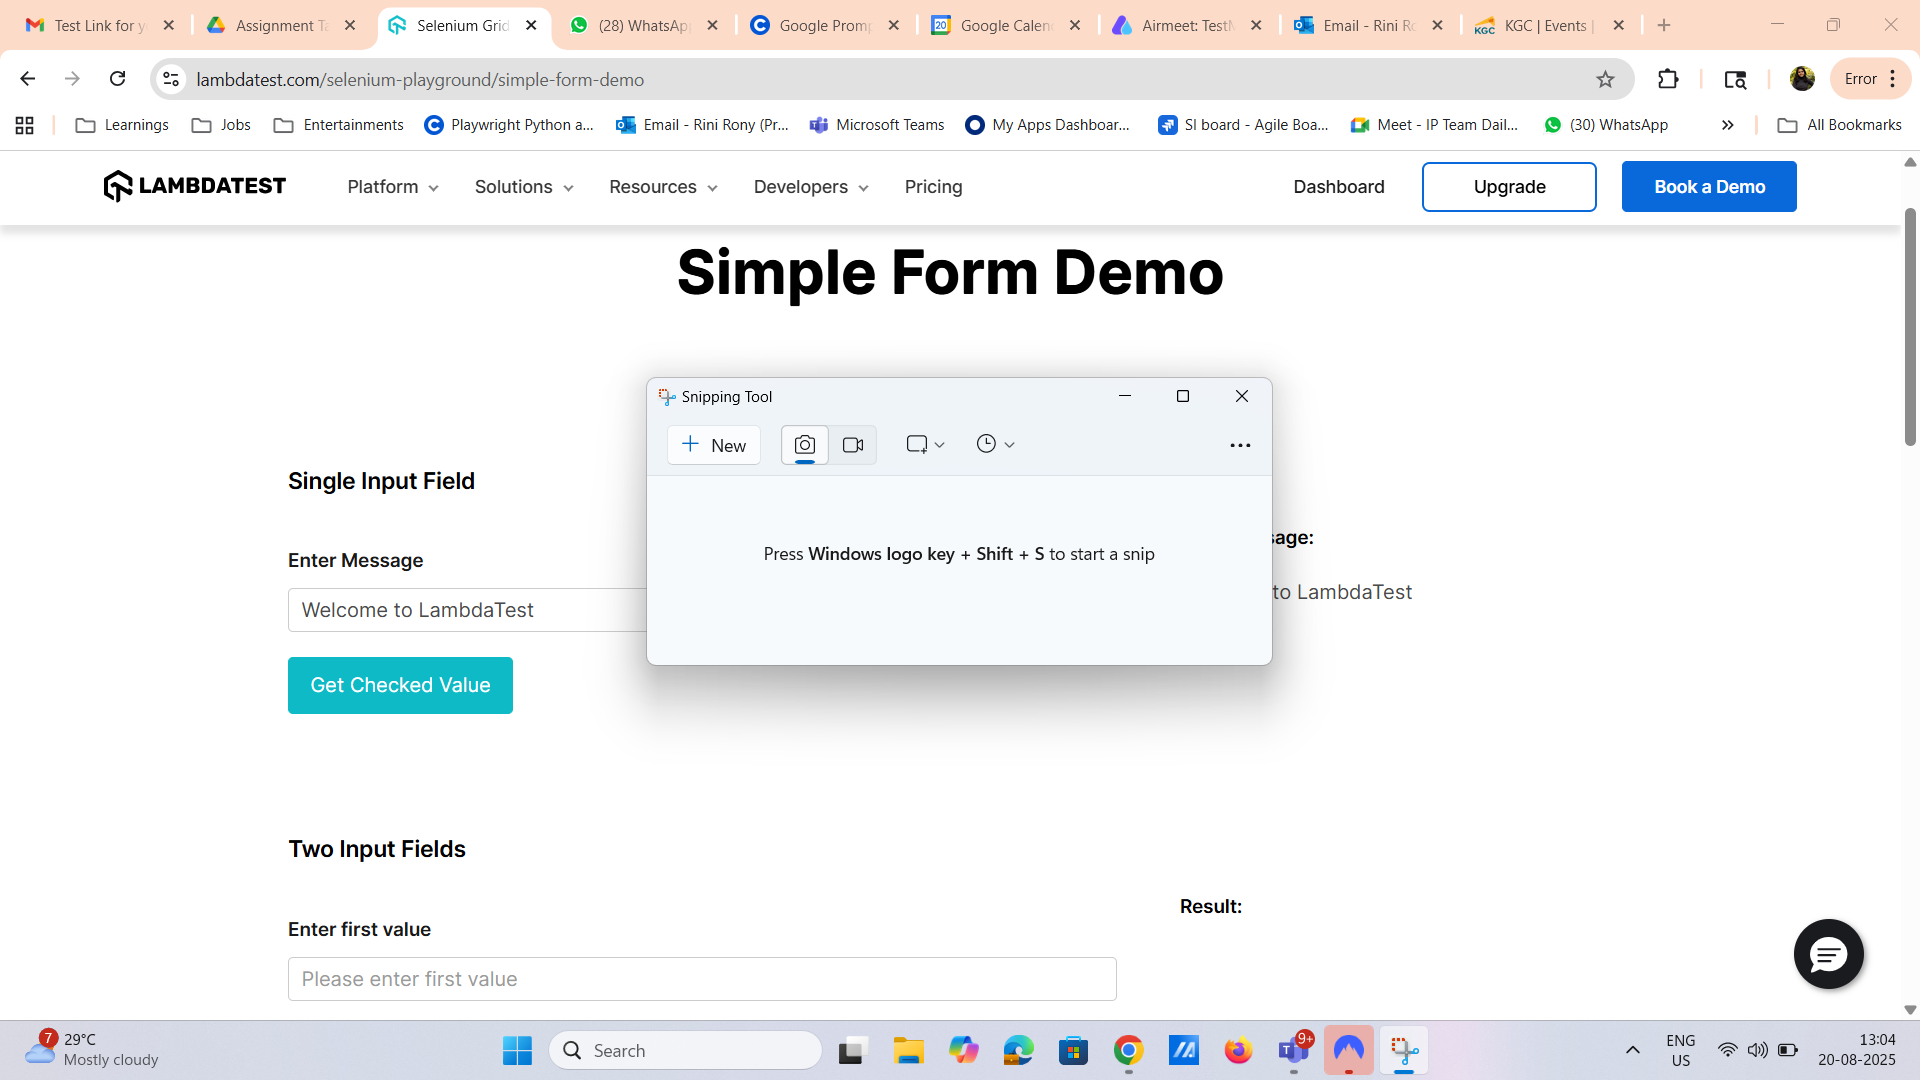 Test Link for y
Assignment Ta
Selenium Grid
(28) WhatsApp
Google Promp
Google Calen
Airmeet: TestM
Email - Rini Ro
KGC | Events |
lambdatest.com/selenium-playground/simple-form-demo
Error
Learnings
Jobs
Entertainments
Playwright Python a...
Email - Rini Rony (Pr...
Microsoft Teams
My Apps Dashboar...
SI board - Agile Boa...
Meet - IP Team Dail...
(30) WhatsApp
All Bookmarks
LAMBDATEST
Platform
Solutions
Resources
Developers
Pricing
Dashboard
Upgrade
Book a Demo
Simple Form Demo
Snipping Tool
New
Press Windows logo key + Shift + S to start a snip
Single Input Field
sage:
Enter Message
to LambdaTest
Welcome to LambdaTest
Get Checked Value
Two Input Fields
Result:
Enter first value
Please enter first value
7
29°C
Mostly cloudy
Search
9+
ENG
US
13:04
20-08-2025